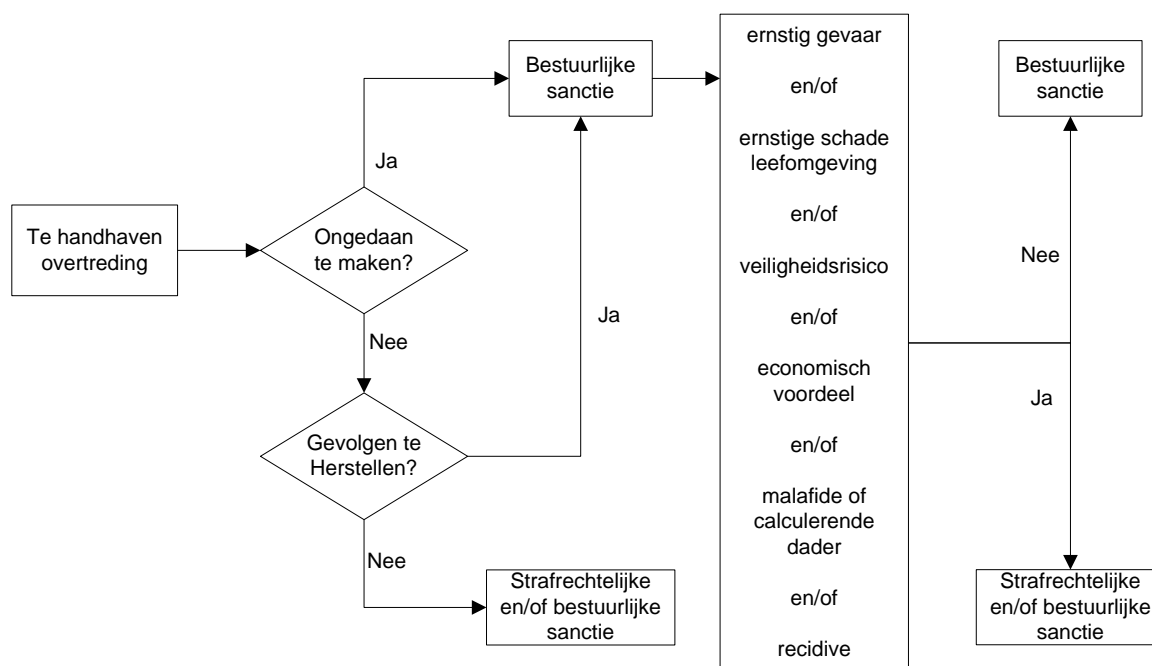 Te handhaven
overtreding
Ongedaan
te maken?
Ja
Nee
Gevolgen te
Herstellen?
Ja
Nee
Bestuurlijke
sanctie
Strafrechtelijke
en/of bestuurlijke
sanctie
ernstig gevaar
en/of
ernstige schade
leefomgeving
en/of
veiligheidsrisico
en/of
economisch
voordeel
en/of
malafide of
calculerende
dader
en/of
recidive
Nee
Bestuurlijke
sanctie
Ja
Strafrechtelijke
en/of bestuurlijke
sanctie